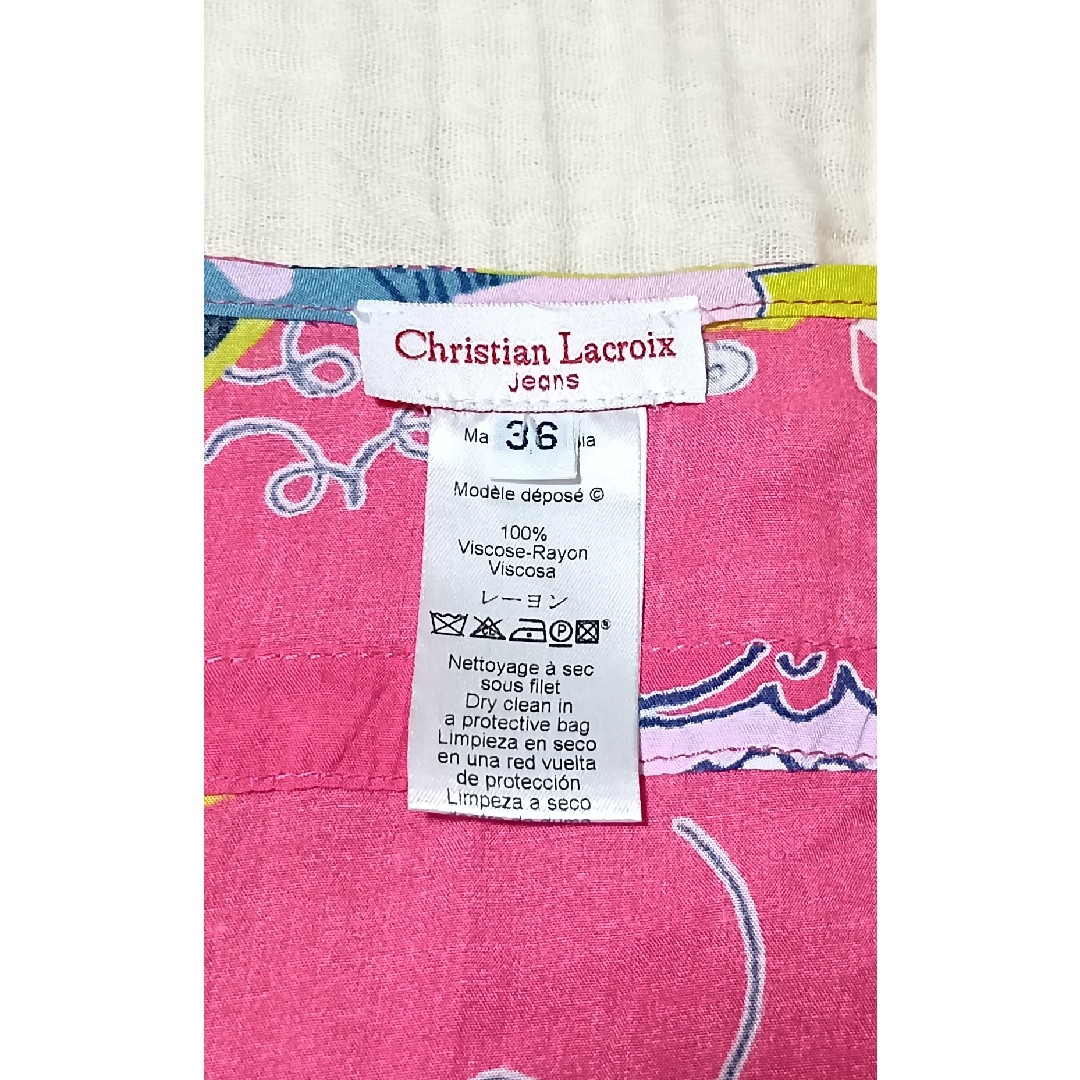 Christian Lacroix
Jeans
36
Modèle déposé ©
100%
Viscose-Rayon
Viscosa
レーヨン
CL P
Nettoyage à sec
sous filet
Dry clean in
a protective bag
Limpieza en seco
en una red vuelta
de protección
Limpeza a seco